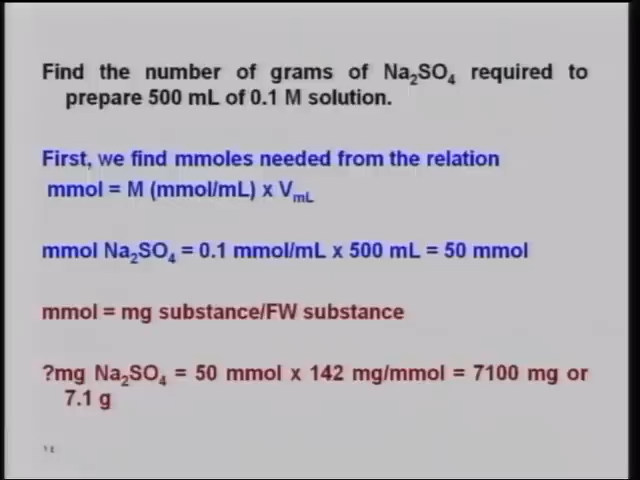 Find the number of grams of Na₂SO₄ required to
prepare 500 mL of 0.1 M solution.
First, we find mmoles needed from the relation
mmol = M (mmol/mL) x V_mL
mmol Na₂SO₄ = 0.1 mmol/mL x 500 mL = 50 mmol
mmol = mg substance/FW substance
?mg Na₂SO₄ = 50 mmol x 142 mg/mmol = 7100 mg or
7.1 g